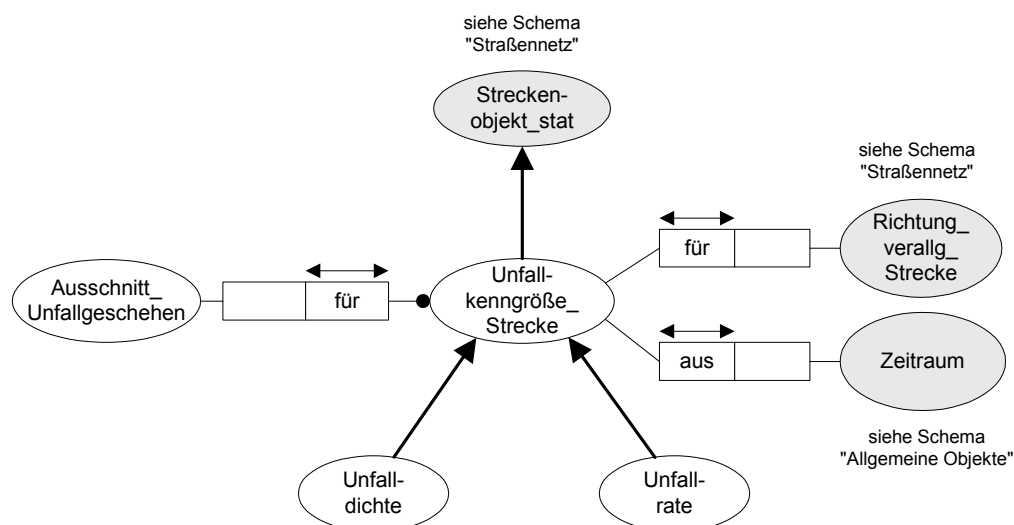 siehe Schema
"Straßennetz"
Strecken-
objekt_stat
siehe Schema
"Straßennetz"
Richtung_
verallg_
Strecke
für
Ausschnitt_
Unfallgeschehen
für
Unfall-
kenngröße_
Strecke
aus
Zeitraum
siehe Schema
"Allgemeine Objekte"
Unfall-
dichte
Unfall-
rate